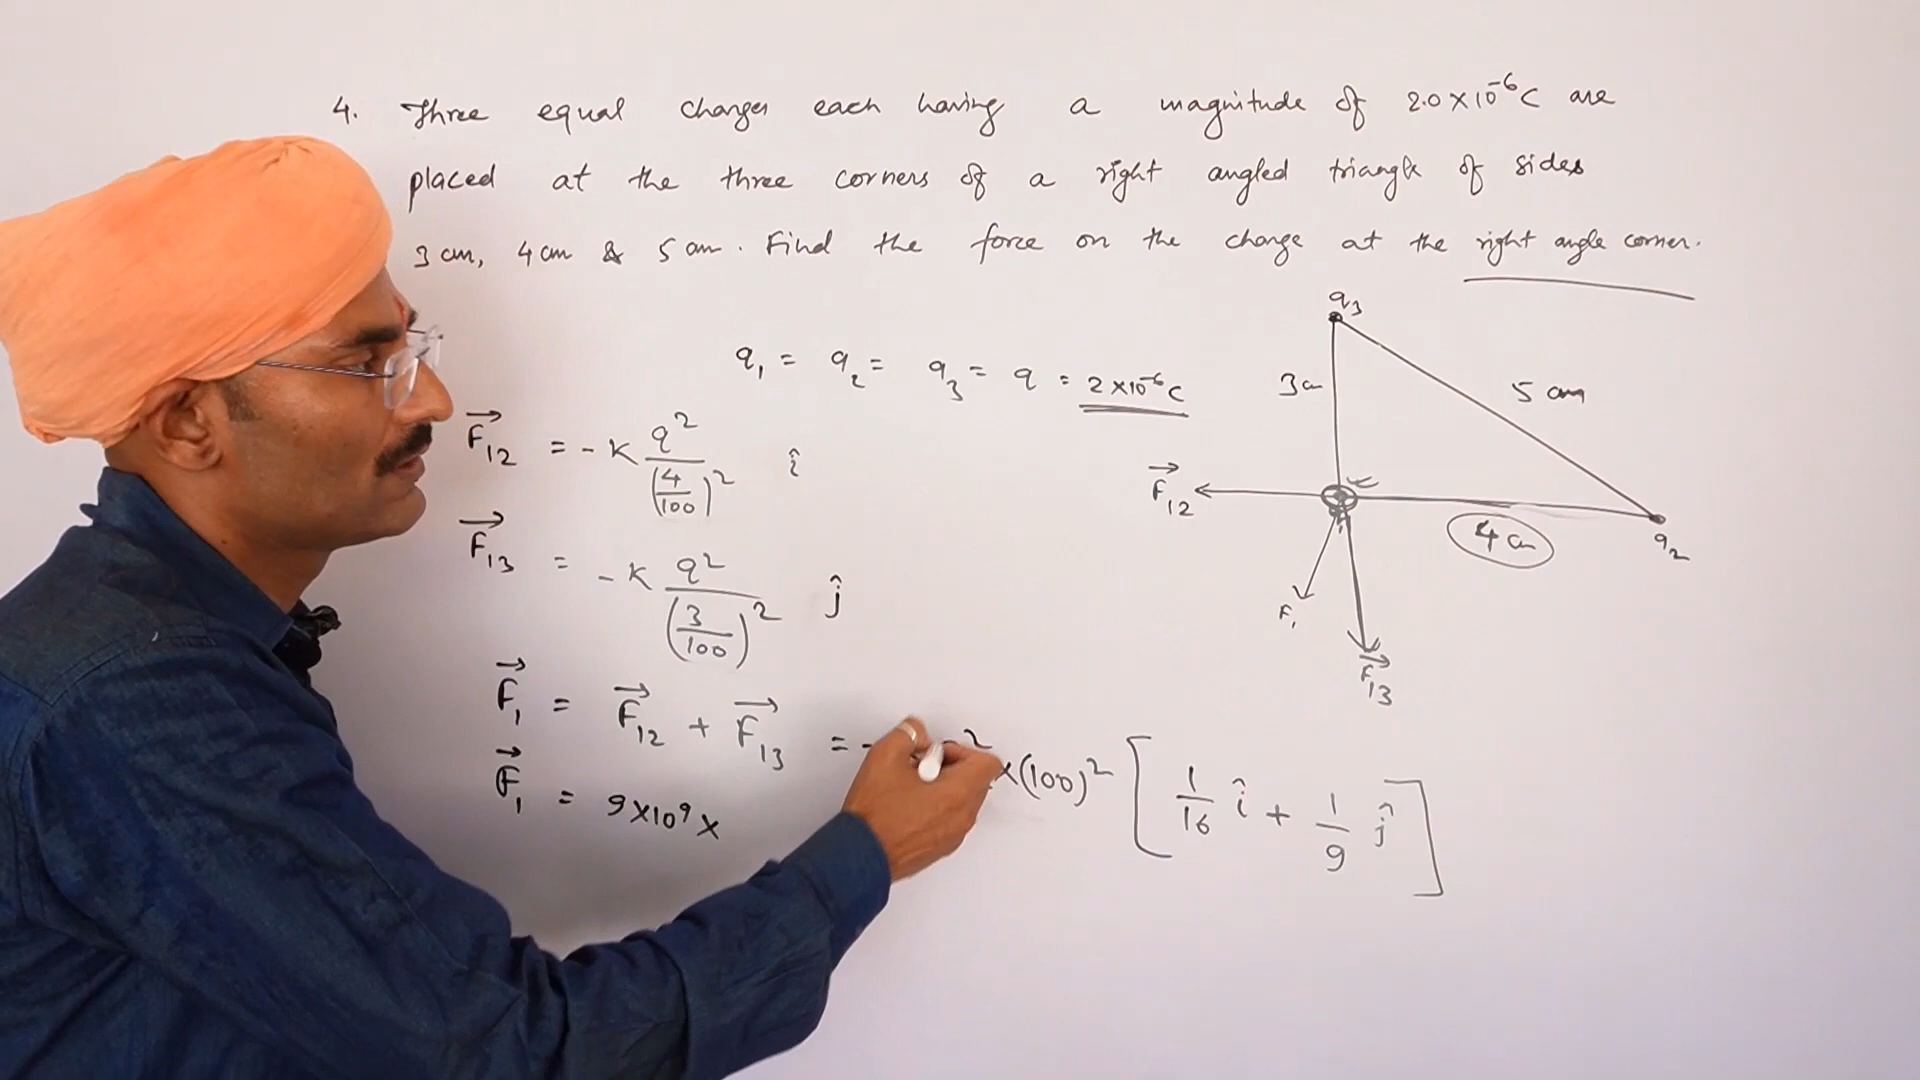 4. Three equal charges each having a magnitude of 2.0×10⁻⁶C are
placed at the three corners of a right angled triangle of sides
3 cm, 4 cm & 5 cm. Find the force on the charge at the right angle corner.
q₁ = q₂ = q₃ = q = 2×10⁻⁶C
F⃗₁₂ = -K q²/(4/100)² î
F⃗₁₃ = -K q²/(3/100)² ĵ
F⃗₁ = F⃗₁₂ + F⃗₁₃ = - ² ×(100)² [1/16 î + 1/9 ĵ]
F⃗₁ = 9×10⁹×
q₃
3 cm
5 cm
F⃗₁₂
4 cm
q₂
F₁
F⃗₁₃